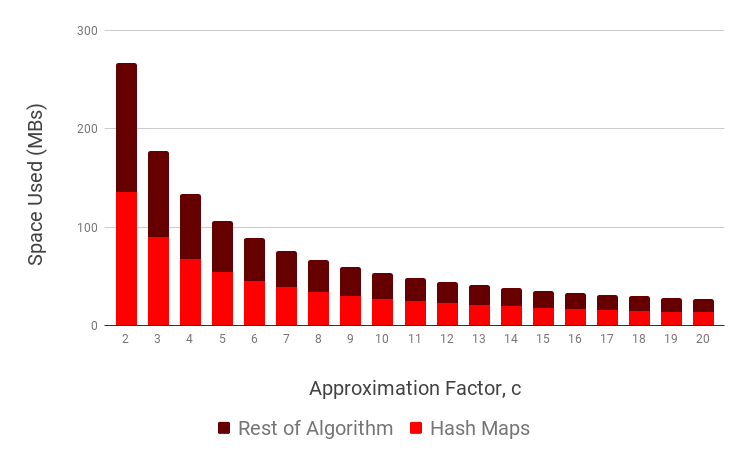 300
200
100
0
Space Used (MBs)
2 3 4 5 6 7 8 9 10 11 12 13 14 15 16 17 18 19 20
Approximation Factor, c
Rest of Algorithm Hash Maps